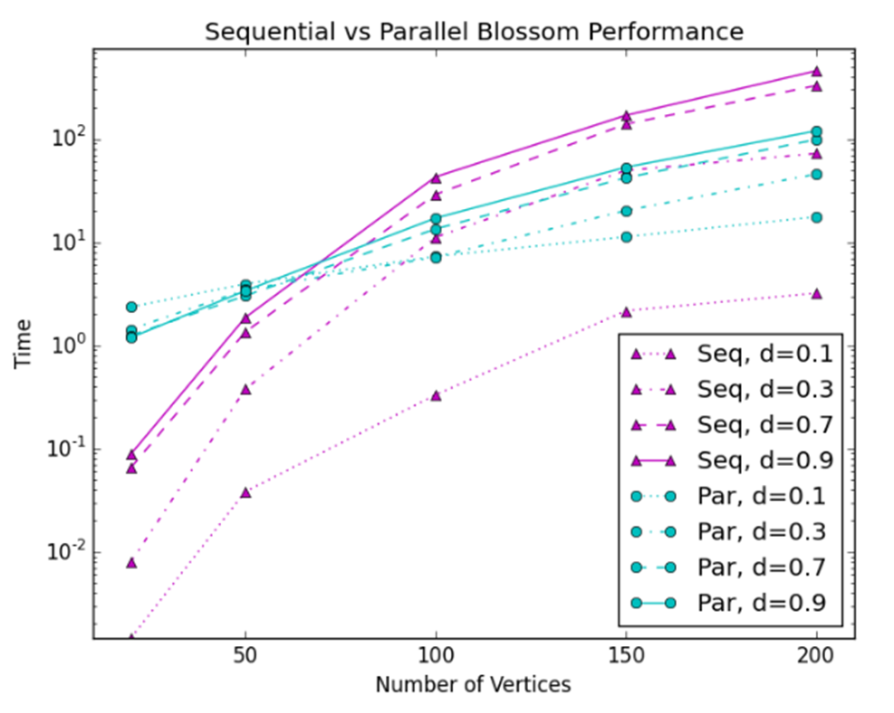 Sequential vs Parallel Blossom Performance
10²
10¹
10⁰
10⁻¹
10⁻²
Time
50 100 150 200
Number of Vertices
Seq, d=0.1
Seq, d=0.3
Seq, d=0.7
Seq, d=0.9
Par, d=0.1
Par, d=0.3
Par, d=0.7
Par, d=0.9